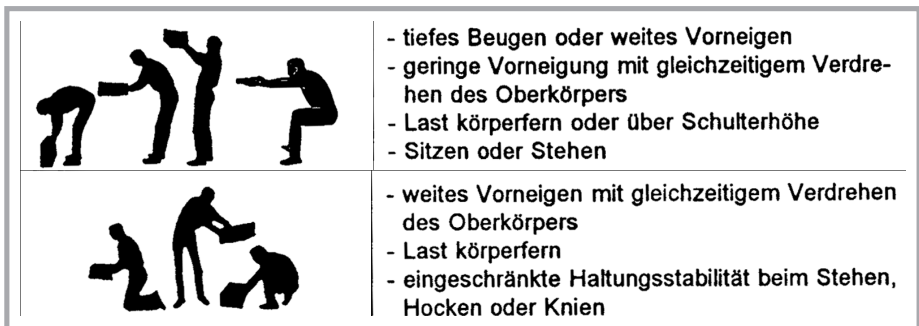 - tiefes Beugen oder weites Vorneigen
- geringe Vorneigung mit gleichzeitigem Verdre-
hen des Oberkörpers
- Last körperfern oder über Schulterhöhe
- Sitzen oder Stehen
- weites Vorneigen mit gleichzeitigem Verdrehen
des Oberkörpers
- Last körperfern
- eingeschränkte Haltungsstabilität beim Stehen,
Hocken oder Knien